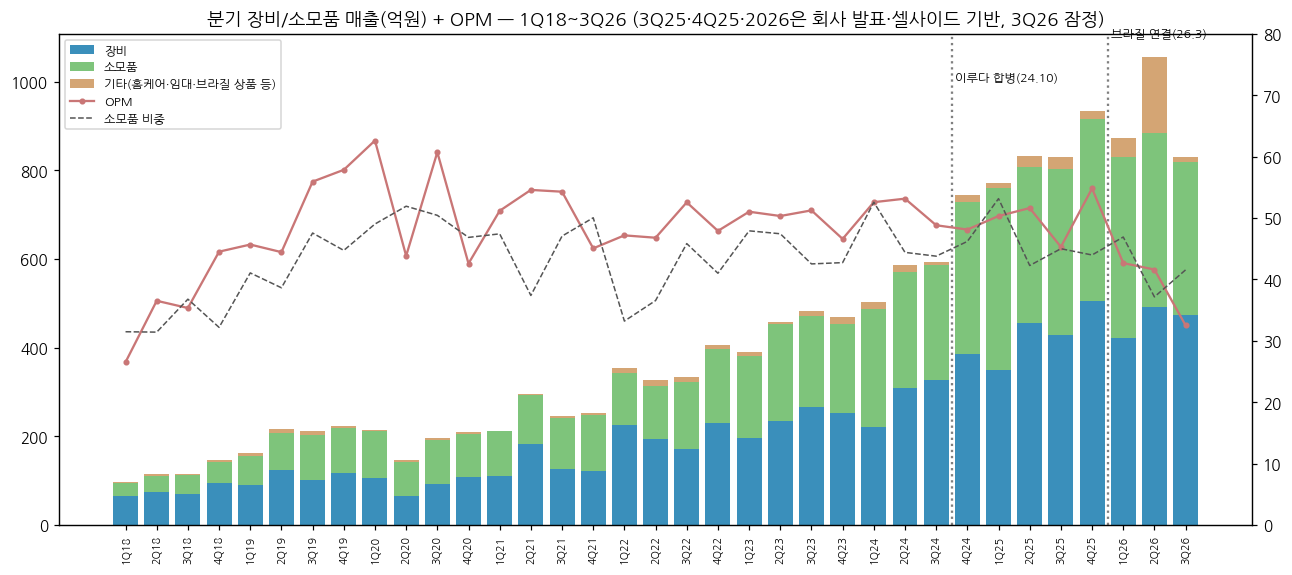 분기 장비/소모품 매출(억원) + OPM — 1Q18~3Q26 (3Q25·4Q25·2026은 회사 발표·셀사이드 기반, 3Q26 잠정)
장비
소모품
기타(홈케어·임대·브라질 상품 등)
OPM
소모품 비중
이루다 합병(24.10)
브라질 연결(26.3)
1000
800
600
400
200
0
80
70
60
50
40
30
20
10
0
1Q18
2Q18
3Q18
4Q18
1Q19
2Q19
3Q19
4Q19
1Q20
2Q20
3Q20
4Q20
1Q21
2Q21
3Q21
4Q21
1Q22
2Q22
3Q22
4Q22
1Q23
2Q23
3Q23
4Q23
1Q24
2Q24
3Q24
4Q24
1Q25
2Q25
3Q25
4Q25
1Q26
2Q26
3Q26